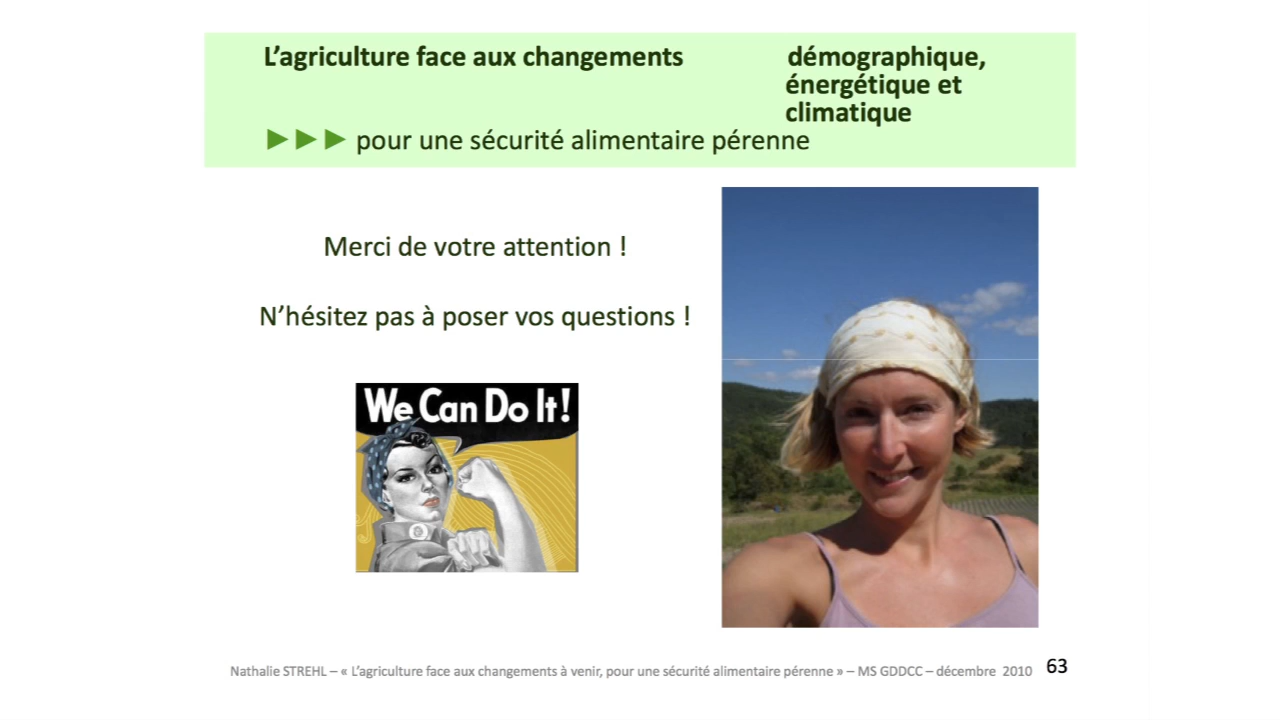 L’agriculture face aux changements démographique,
énergétique et
climatique
►►► pour une sécurité alimentaire pérenne
Merci de votre attention !
N’hésitez pas à poser vos questions !
We Can Do It!
Nathalie STREHL – « L’agriculture face aux changements à venir, pour une sécurité alimentaire pérenne » – MS GDDCC – décembre 2010 63